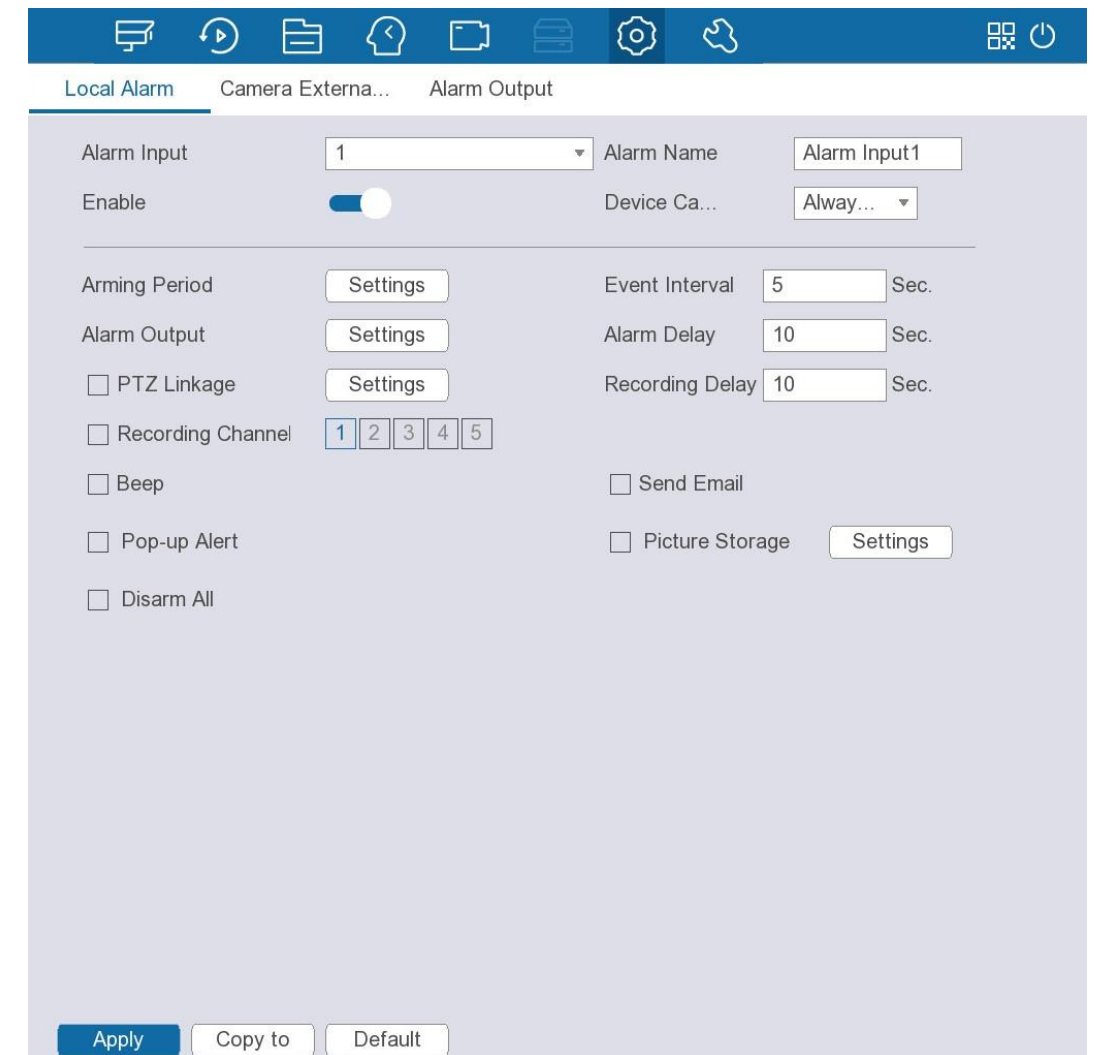 Local Alarm Camera Externa... Alarm Output
Alarm Input 1 Alarm Name Alarm Input1
Enable Device Ca... Alway...
Arming Period Settings Event Interval 5 Sec.
Alarm Output Settings Alarm Delay 10 Sec.
PTZ Linkage Settings Recording Delay 10 Sec.
Recording Channel 1 2 3 4 5
Beep Send Email
Pop-up Alert Picture Storage Settings
Disarm All
Apply Copy to Default